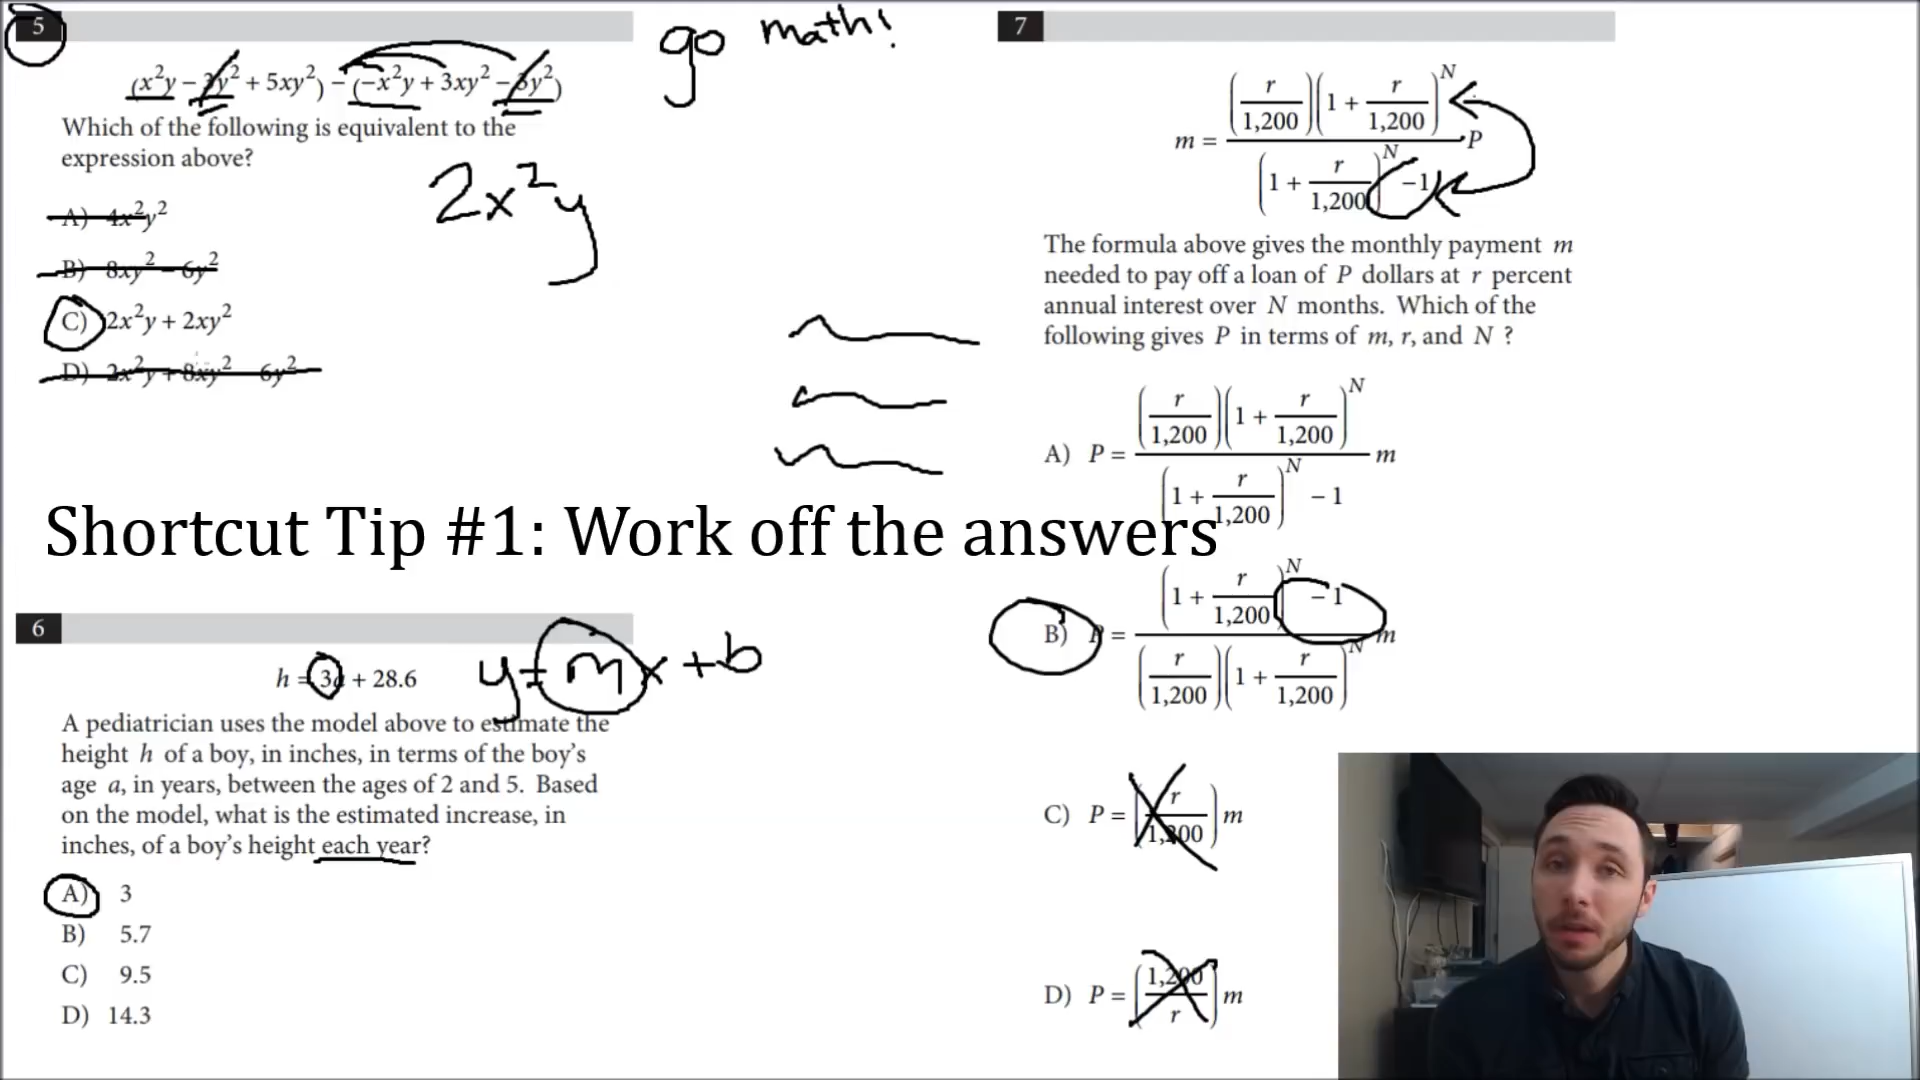 5
go math!
(x²y − 3y² + 5xy²) − (−x²y + 3xy² − 3y²)
Which of the following is equivalent to the
expression above?
2x²y
A) 4x²y²
B) 8xy² − 6y²
C) 2x²y + 2xy²
D) 2x²y + 8xy² − 6y²
Shortcut Tip #1: Work off the answers
6
h = 3a + 28.6
y = mx + b
A pediatrician uses the model above to estimate the
height h of a boy, in inches, in terms of the boy’s
age a, in years, between the ages of 2 and 5. Based
on the model, what is the estimated increase, in
inches, of a boy’s height each year?
A) 3
B) 5.7
C) 9.5
D) 14.3
7
m = (r/1,200)(1 + r/1,200)^N / (1 + r/1,200)^N − 1 P
The formula above gives the monthly payment m
needed to pay off a loan of P dollars at r percent
annual interest over N months. Which of the
following gives P in terms of m, r, and N ?
A) P = (r/1,200)(1 + r/1,200)^N / (1 + r/1,200)^N − 1 m
B) P = (1 + r/1,200)^N − 1 / (r/1,200)(1 + r/1,200)^N m
C) P = (r/1,200) m
D) P = (1,200/r) m